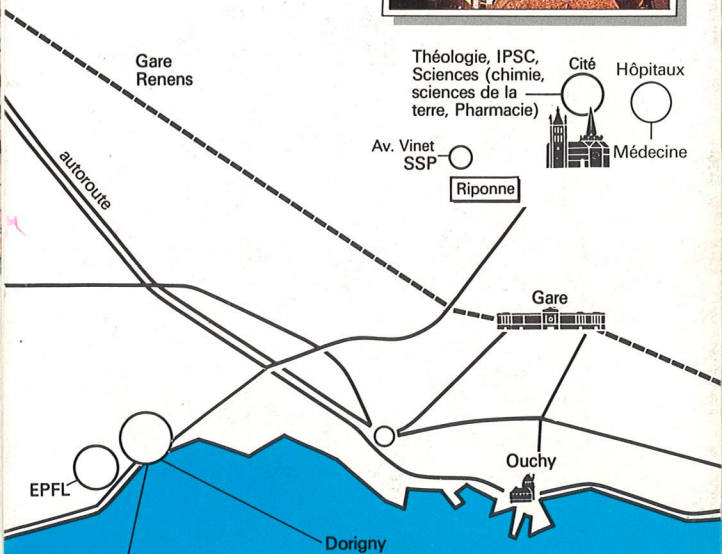 Gare
Renens
Théologie, IPSC,
Sciences (chimie,
sciences de la
terre, Pharmacie)
Cité
Hôpitaux
Médecine
Av. Vinet
SSP
Riponne
autoroute
Gare
Ouchy
EPFL
Dorigny